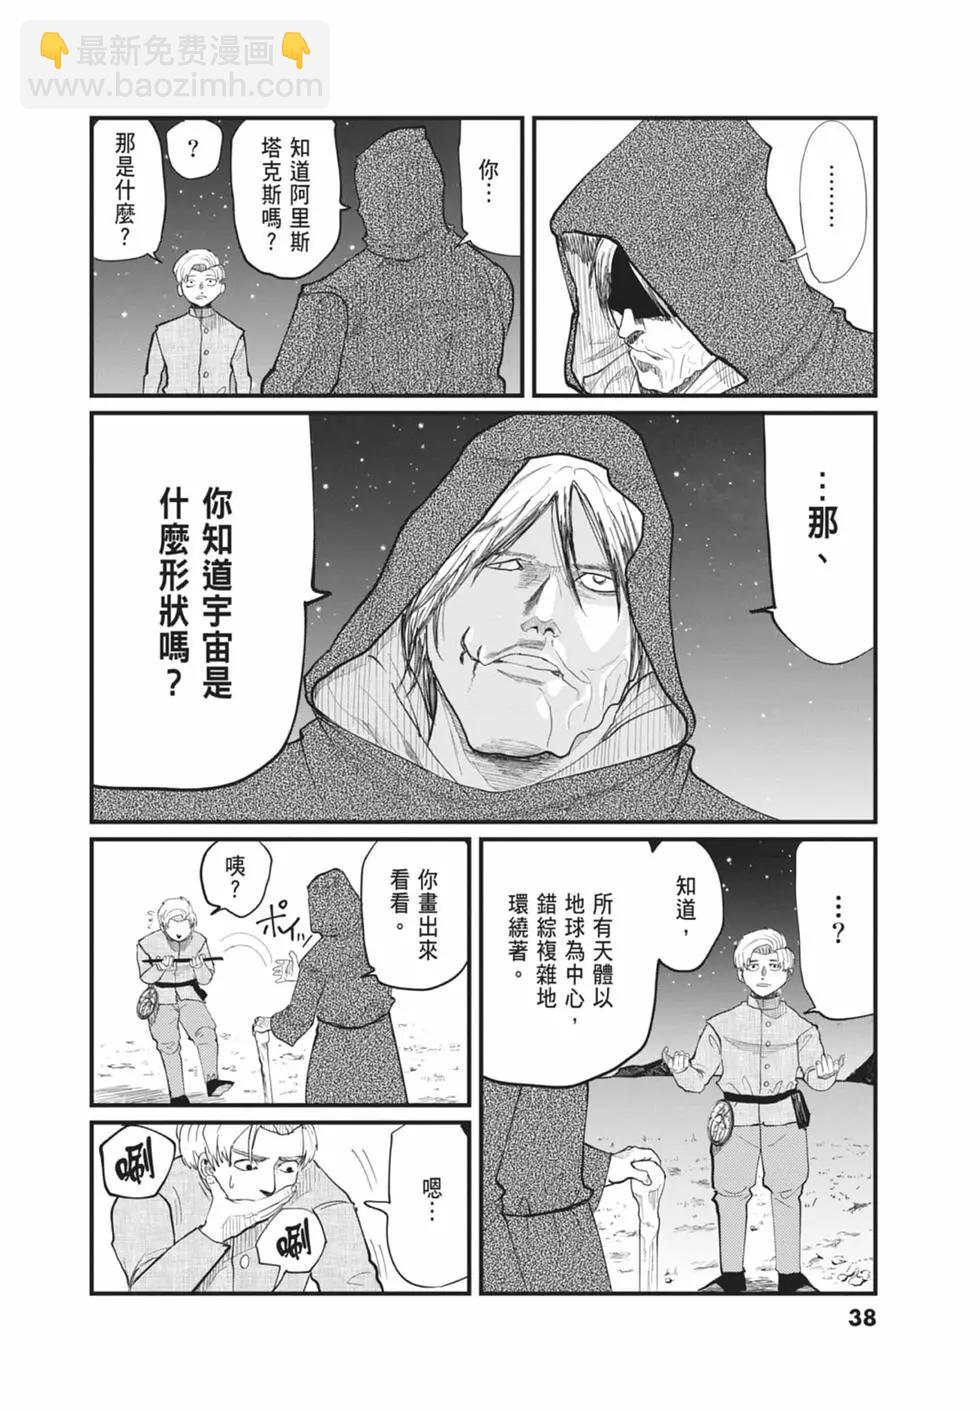 👇最新免费漫画👇
www.baozimh.com
………
你…
知道阿里斯
塔克斯嗎？
？
那是什麼？
…那、
你知道宇宙是
什麼形狀嗎？
…？
知道，
所有天體以
地球為中心，
錯綜複雜地
環繞著。
你畫出來
看看。
ポイッ
咦？
嗯…
唰
唰
38